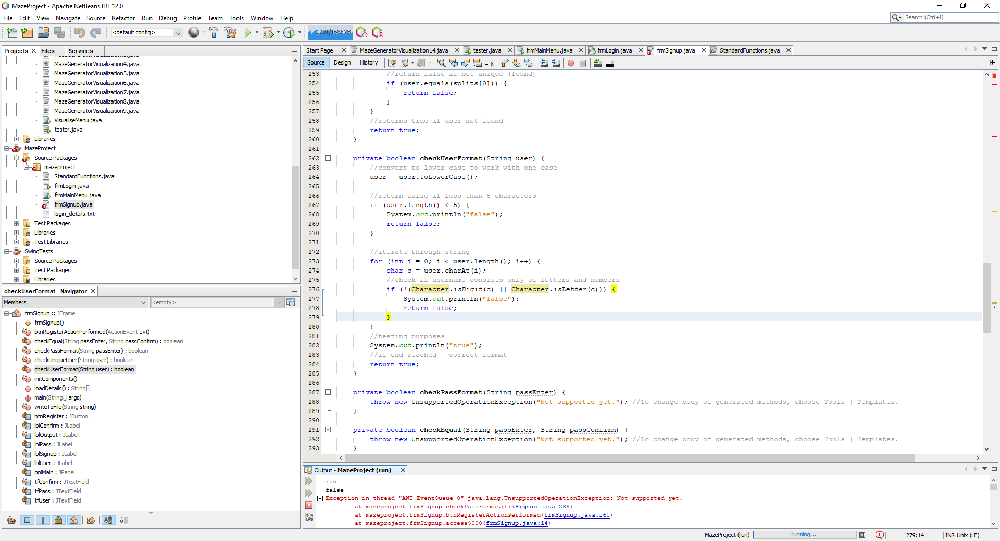 MazeProject - Apache NetBeans IDE 12.0
File Edit View Navigate Source Refactor Run Debug Profile Team Tools Window Help
Search (Ctrl+I)
<default config>
1001/1686MB
Projects Files Services
MazeGeneratorVisualization4.java
MazeGeneratorVisualization5.java
MazeGeneratorVisualization6.java
MazeGeneratorVisualization7.java
MazeGeneratorVisualization8.java
MazeGeneratorVisualization9.java
VisualiseMenu.java
tester.java
Libraries
MazeProject
Source Packages
mazeproject
StandardFunctions.java
frmLogin.java
frmMainMenu.java
frmSignup.java
login_details.txt
Test Packages
Libraries
Test Libraries
SwingTests
Source Packages
Test Packages
Libraries
checkUserFormat - Navigator
Members <empty>
frmSignup :: JFrame
frmSignup()
btnRegisterActionPerformed(ActionEvent evt)
checkEqual(String passEnter, String passConfirm) : boolean
checkPassFormat(String passEnter) : boolean
checkUniqueUser(String user) : boolean
checkUserFormat(String user) : boolean
initComponents()
loadDetails() : String[]
main(String[] args)
writeToFile(String string)
btnRegister : JButton
lblConfirm : JLabel
lblOutput : JLabel
lblPass : JLabel
lblSignup : JLabel
lblUser : JLabel
pnlMain : JPanel
tfConfirm : JTextField
tfPass : JTextField
tfUser : JTextField
Start Page MazeGeneratorVisualization14.java tester.java frmMainMenu.java frmLogin.java frmSignup.java StandardFunctions.java
Source Design History
253 //return false if not unique (found)
254 if (user.equals(splits[0])) {
255 return false;
256 }
257 }
258 //returns true if user not found
259 return true;
260 }
261
262 private boolean checkUserFormat(String user) {
263 //convert to lower case to work with one case
264 user = user.toLowerCase();
265
266 //return false if less than 5 characters
267 if (user.length() < 5) {
268 System.out.println("false");
269 return false;
270 }
271
272 //iterate through string
273 for (int i = 0; i < user.length(); i++) {
274 char c = user.charAt(i);
275 //check if username consists only of letters and numbers
276 if (!(Character.isDigit(c) || Character.isLetter(c))) {
277 System.out.println("false");
278 return false;
279 }
280 }
281 //testing purposes
282 System.out.println("true");
283 //if end reached - correct format
284 return true;
285 }
286
287 private boolean checkPassFormat(String passEnter) {
288 throw new UnsupportedOperationException("Not supported yet."); //To change body of generated methods, choose Tools | Templates.
289 }
290
291 private boolean checkEqual(String passEnter, String passConfirm) {
292 throw new UnsupportedOperationException("Not supported yet."); //To change body of generated methods, choose Tools | Templates.
293 }
Output - MazeProject (run)
run:
false
Exception in thread "AWT-EventQueue-0" java.lang.UnsupportedOperationException: Not supported yet.
at mazeproject.frmSignup.checkPassFormat(frmSignup.java:288)
at mazeproject.frmSignup.btnRegisterActionPerformed(frmSignup.java:160)
at mazeproject.frmSignup.access$000(frmSignup.java:14)
MazeProject (run) running... 1 279:14 INS Unix (LF)